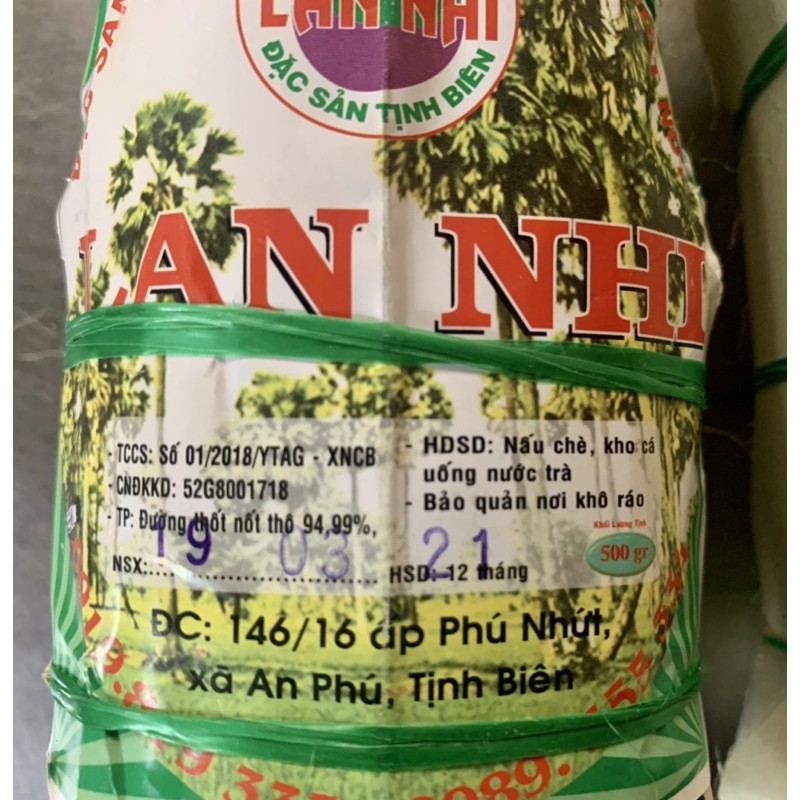 LAN NHI
ĐẶC SẢN TỊNH BIÊN
LAN NHI
- TCCS: Số 01/2018/YTAG - XNCB
- CNĐKKD: 52G8001718
- TP: Đường thốt nốt thô 94,99%,
NSX:
19 03 21
HSD: 12 tháng
- HDSD: Nấu chè, kho cá
uống nước trà
- Bảo quản nơi khô ráo
Khối Lượng Tịnh
500 gr
ĐC: 146/16 ấp Phú Nhứt,
xã An Phú, Tịnh Biên